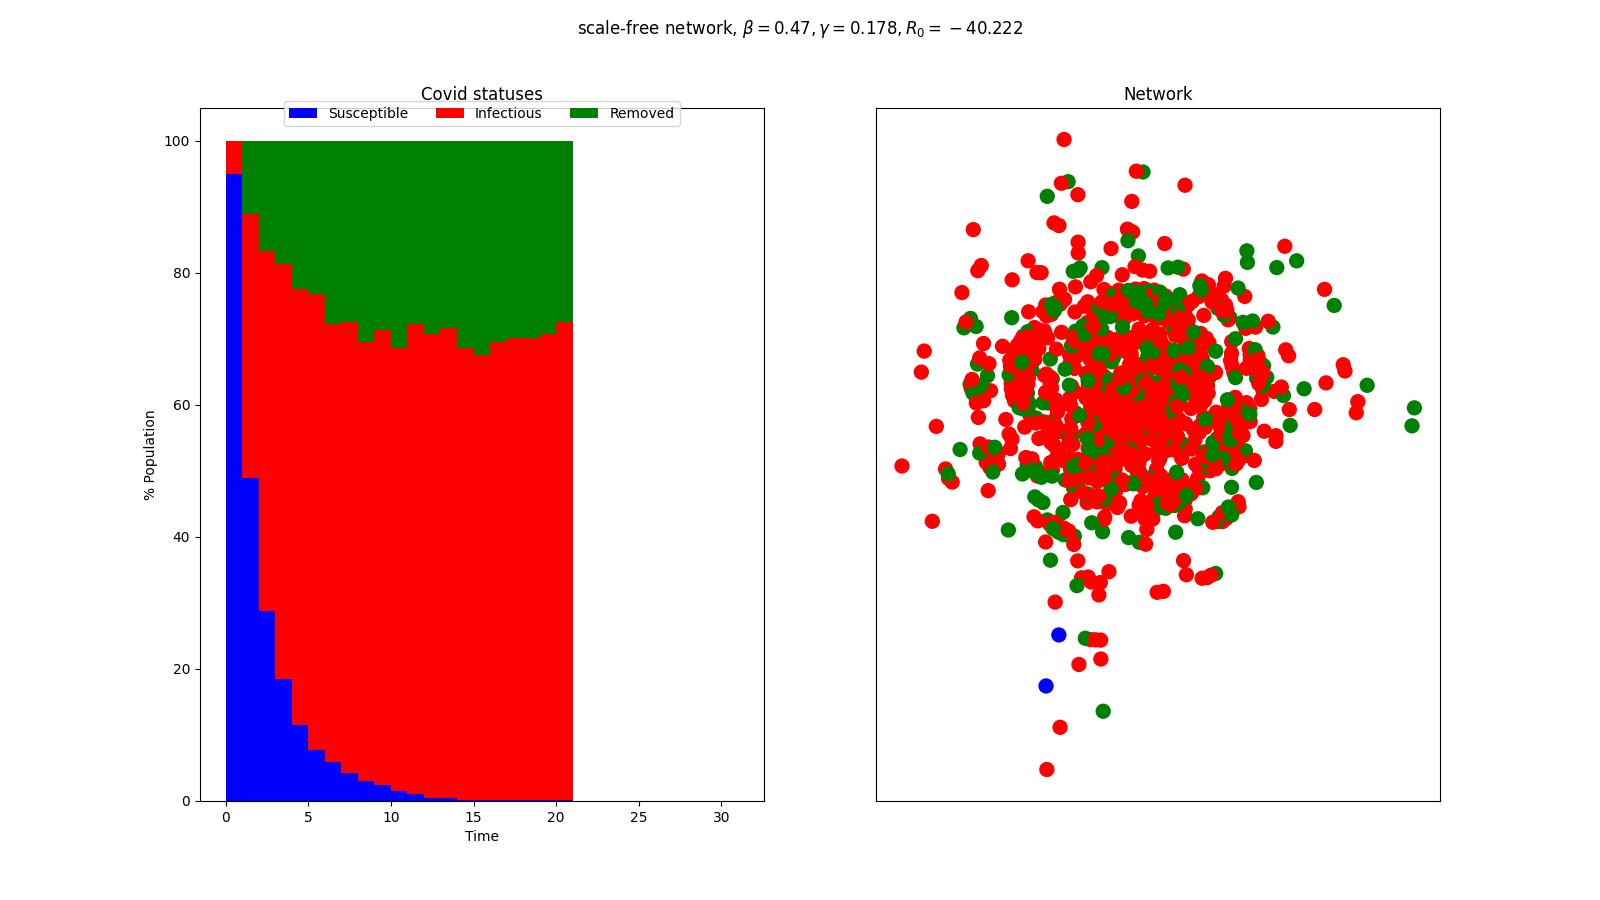 scale-free network, β = 0.47, γ = 0.178, R₀ = − 40.222
Covid statuses
Susceptible Infectious Removed
100
80
60
40
20
0
% Population
0 5 10 15 20 25 30
Time
Network